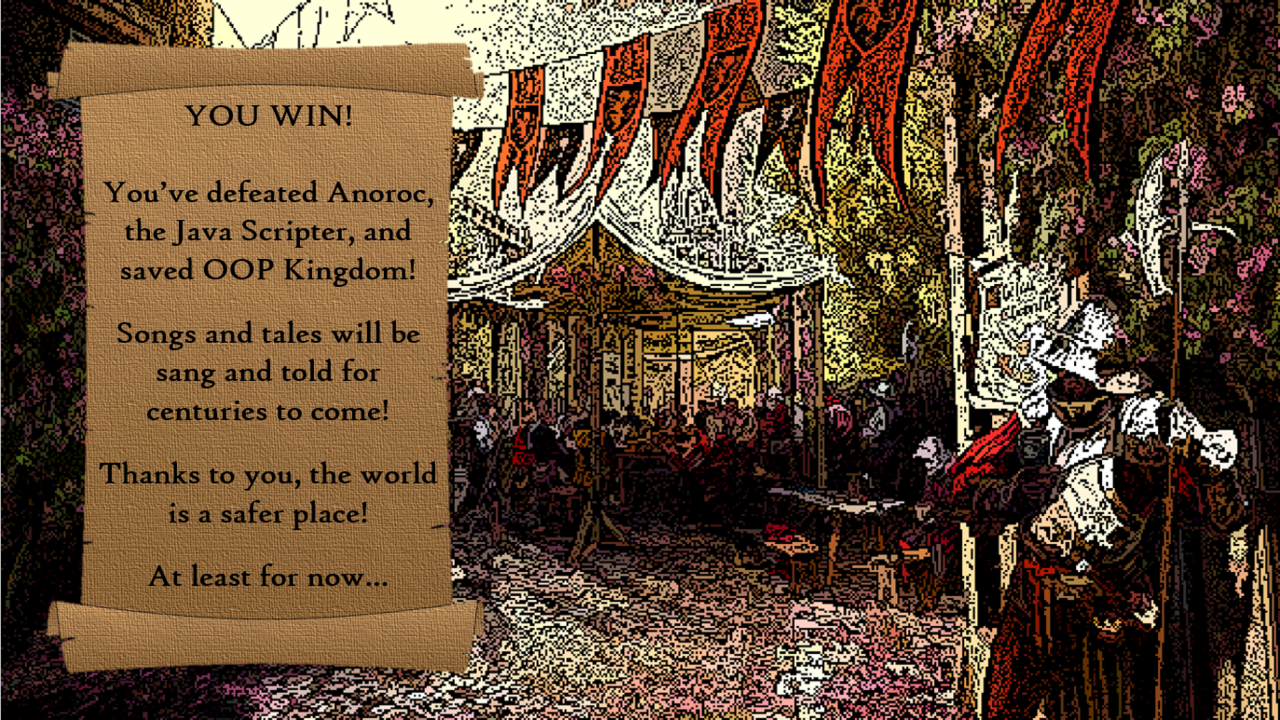 YOU WIN!
You’ve defeated Anoroc,
the Java Scripter, and
saved OOP Kingdom!
Songs and tales will be
sang and told for
centuries to come!
Thanks to you, the world
is a safer place!
At least for now...